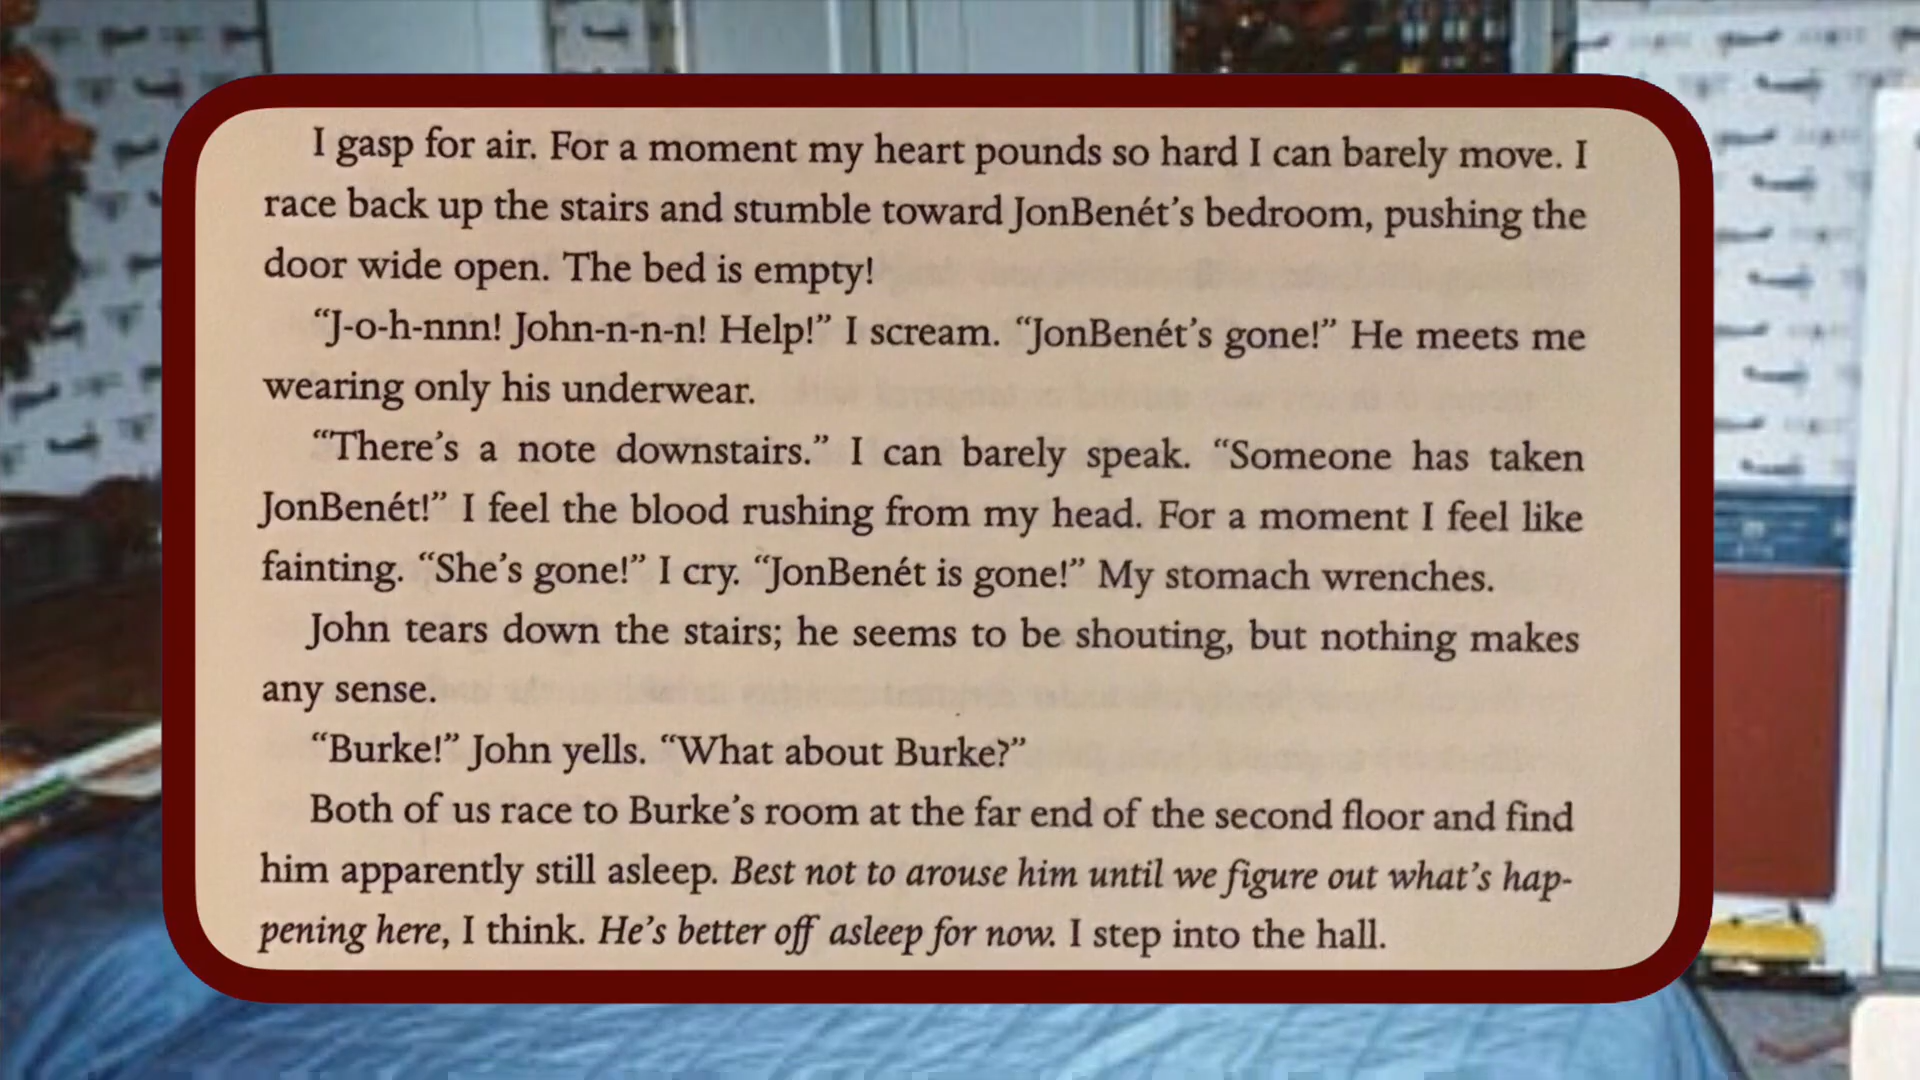 I gasp for air. For a moment my heart pounds so hard I can barely move. I
race back up the stairs and stumble toward JonBenét’s bedroom, pushing the
door wide open. The bed is empty!
“J-o-h-nnn! John-n-n-n! Help!” I scream. “JonBenét’s gone!” He meets me
wearing only his underwear.
“There’s a note downstairs.” I can barely speak. “Someone has taken
JonBenét!” I feel the blood rushing from my head. For a moment I feel like
fainting. “She’s gone!” I cry. “JonBenét is gone!” My stomach wrenches.
John tears down the stairs; he seems to be shouting, but nothing makes
any sense.
“Burke!” John yells. “What about Burke?”
Both of us race to Burke’s room at the far end of the second floor and find
him apparently still asleep. Best not to arouse him until we figure out what’s hap-
pening here, I think. He’s better off asleep for now. I step into the hall.